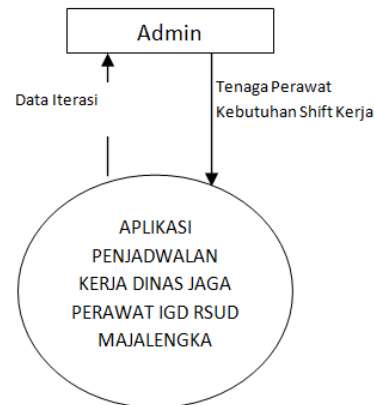 Admin
Data Iterasi
Tenaga Perawat
Kebutuhan Shift Kerja
APLIKASI
PENJADWALAN
KERJA DINAS JAGA
PERAWAT IGD RSUD
MAJALENGKA